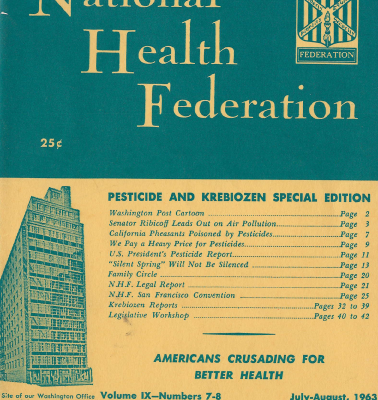 National
Health
Federation
FEDERATION
25¢
PESTICIDE AND KREBIOZEN SPECIAL EDITION
Washington Post Cartoon ........Page 2
Senator Ribicoff Leads Out on Air Pollution........Page 3
California Pheasants Poisoned by Pesticides........Page 7
We Pay a Heavy Price for Pesticides........Page 9
U.S. President's Pesticide Report........Page 11
"Silent Spring" Will Not Be Silenced ........Page 13
Family Circle ........Page 20
N.H.F. Legal Report ........Page 21
N.H.F. San Francisco Convention ........Page 25
Krebiozen Reports ........Pages 32 to 39
Legislative Workshop ........Pages 40 to 42
AMERICANS CRUSADING FOR
BETTER HEALTH
Site of our Washington Office Volume IX—Numbers 7-8 July-August, 1963